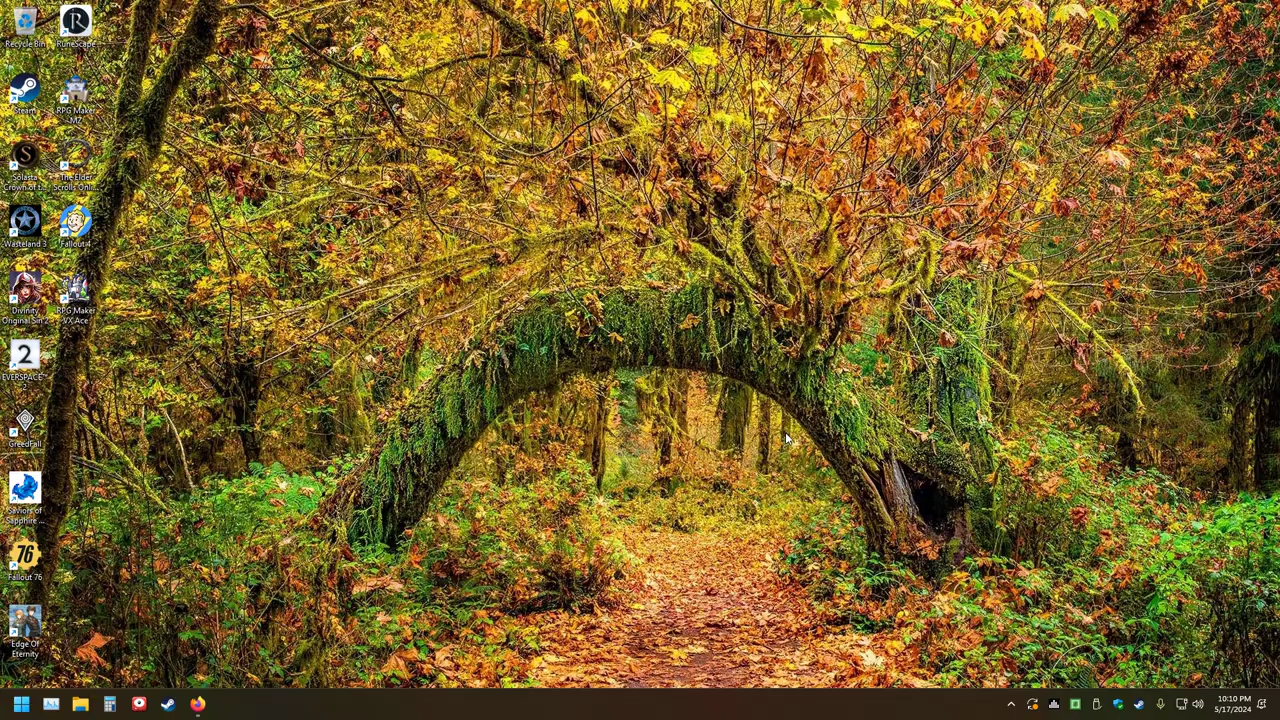 Recycle Bin
RuneScape
Steam
RPG Maker
MZ
Solasta
Crown of t...
The Elder
Scrolls Onli...
Wasteland 3
Fallout 4
Divinity
Original Sin 2
RPG Maker
VX Ace
2
EVERSPACE™
2
GreedFall
Saviors of
Sapphire ...
76
Fallout 76
Edge Of
Eternity
10:10 PM
5/17/2024